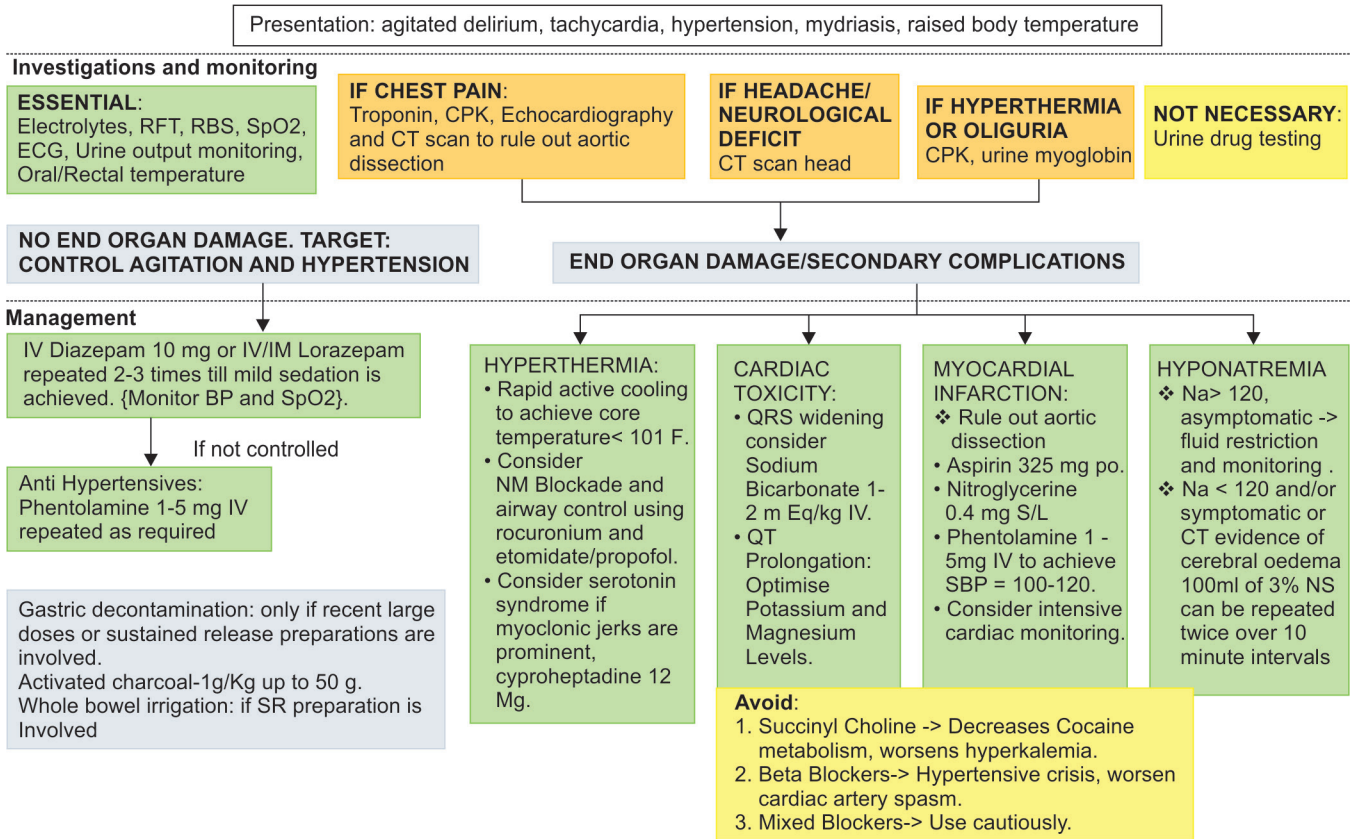 Presentation: agitated delirium, tachycardia, hypertension, mydriasis, raised body temperature
Investigations and monitoring
ESSENTIAL:
Electrolytes, RFT, RBS, SpO2,
ECG, Urine output monitoring,
Oral/Rectal temperature
IF CHEST PAIN:
Troponin, CPK, Echocardiography
and CT scan to rule out aortic
dissection
IF HEADACHE/
NEUROLOGICAL
DEFICIT
CT scan head
IF HYPERTHERMIA
OR OLIGURIA
CPK, urine myoglobin
NOT NECESSARY:
Urine drug testing
NO END ORGAN DAMAGE. TARGET:
CONTROL AGITATION AND HYPERTENSION
END ORGAN DAMAGE/SECONDARY COMPLICATIONS
Management
IV Diazepam 10 mg or IV/IM Lorazepam
repeated 2-3 times till mild sedation is
achieved. {Monitor BP and SpO2}.
If not controlled
Anti Hypertensives:
Phentolamine 1-5 mg IV
repeated as required
Gastric decontamination: only if recent large
doses or sustained release preparations are
involved.
Activated charcoal-1g/Kg up to 50 g.
Whole bowel irrigation: if SR preparation is
Involved
HYPERTHERMIA:
• Rapid active cooling
to achieve core
temperature< 101 F.
• Consider
NM Blockade and
airway control using
rocuronium and
etomidate/propofol.
• Consider serotonin
syndrome if
myoclonic jerks are
prominent,
cyproheptadine 12
Mg.
CARDIAC
TOXICITY:
• QRS widening
consider
Sodium
Bicarbonate 1-
2 m Eq/kg IV.
• QT
Prolongation:
Optimise
Potassium and
Magnesium
Levels.
MYOCARDIAL
INFARCTION:
❖ Rule out aortic
dissection
• Aspirin 325 mg po.
• Nitroglycerine
0.4 mg S/L
• Phentolamine 1 -
5mg IV to achieve
SBP = 100-120.
• Consider intensive
cardiac monitoring.
HYPONATREMIA
❖ Na> 120,
asymptomatic ->
fluid restriction
and monitoring .
❖ Na < 120 and/or
symptomatic or
CT evidence of
cerebral oedema
100ml of 3% NS
can be repeated
twice over 10
minute intervals
Avoid:
1. Succinyl Choline -> Decreases Cocaine
metabolism, worsens hyperkalemia.
2. Beta Blockers-> Hypertensive crisis, worsen
cardiac artery spasm.
3. Mixed Blockers-> Use cautiously.